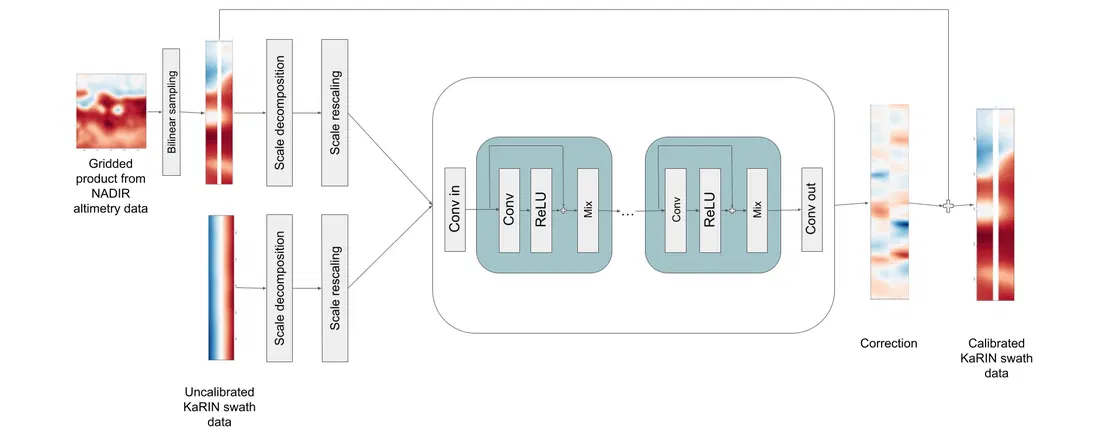 Gridded
product from
NADIR
altimetry data
Bilinear sampling
Scale decomposition
Scale rescaling
Uncalibrated
KaRIN swath
data
Scale decomposition
Scale rescaling
Conv in
Conv
ReLU
Mix
...
Conv
ReLU
Mix
Conv out
Correction
Calibrated
KaRIN swath
data